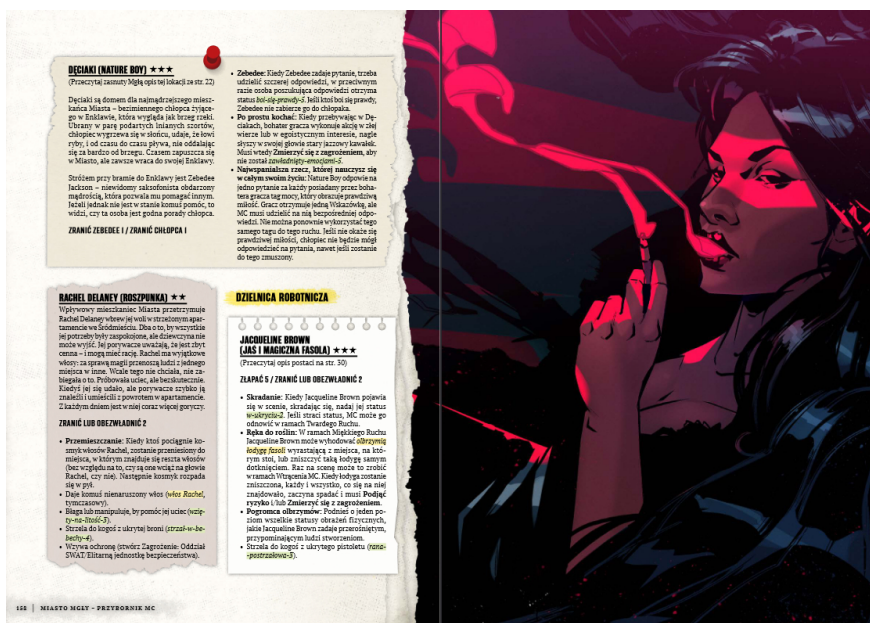 DĘCIAKI (NATURE BOY) ★★★
(Przeczytaj zasnuty Mgłą opis tej lokacji ze str. 22)
Dęciaki są domem dla najmądrzejszego miesz-
kańca Miasta – bezimiennego chłopca żyjące-
go w Enklawie, która wygląda jak brzeg rzeki.
Ubrany w parę podartych lnianych szortów,
chłopiec wygrzewa się w słońcu, udaje, że łowi
ryby, i od czasu do czasu pływa, nie oddalając
się za bardzo od brzegu. Czasem zapuszcza się
w Miasto, ale zawsze wraca do swojej Enklawy.
Stróżem przy bramie do Enklawy jest Zebedee
Jackson – niewidomy saksofonista obdarzony
mądrością, która pozwala mu pomagać innym.
Jeżeli jednak nie jest w stanie komuś pomóc, to
widzi, czy ta osoba jest godna porady chłopca.
ZRANIĆ ZEBEDEE 1 / ZRANIĆ CHŁOPCA 1
• Zebedee: Kiedy Zebedee zadaje pytanie, trzeba
udzielić szczerej odpowiedzi, w przeciwnym
razie osoba poszukująca odpowiedzi otrzyma
status boi-się-prawdy-5. Jeśli ktoś boi się prawdy,
Zebedee nie zabierze go do chłopaka.
• Po prostu kochać: Kiedy przebywając w Dę-
ciakach, bohater gracza wykonuje akcję w złej
wierze lub w egoistycznym interesie, nagle
słyszy w swojej głowie stary jazzowy kawałek.
Musi wtedy Zmierzyć się z zagrożeniem, aby
nie został zawładnięty-emocjami-5.
• Najwspanialsza rzecz, której nauczysz się
w całym swoim życiu: Nature Boy odpowie na
jedno pytanie za każdy posiadany przez boha-
tera gracza tag mocy, który obrazuje prawdziwą
miłość. Gracz otrzymuje jedną Wskazówkę, ale
MC musi udzielić na nią bezpośredniej odpo-
wiedzi. Nie można ponownie wykorzystać tego
samego tagu do tego ruchu. Jeśli nie okaże się
prawdziwej miłości, chłopiec nie będzie mógł
odpowiedzieć na pytania, nawet jeśli zostanie
do tego zmuszony.
RACHEL DELANEY (ROSZPUNKA) ★★
Wpływowy mieszkaniec Miasta przetrzymuje
Rachel Delaney wbrew jej woli w strzeżonym apar-
tamencie we Śródmieściu. Dba o to, by wszystkie
jej potrzeby były zaspokojone, ale dziewczyna nie
może wyjść. Jej porywacze uważają, że jest zbyt
cenna – i mogą mieć rację. Rachel ma wyjątkowe
włosy: za sprawą magii przenoszą ludzi z jednego
miejsca w inne. Wcale tego nie chciała, nie za-
biegała o to. Próbowała uciec, ale bezskutecznie.
Kiedyś jej się udało, ale porywacze szybko ją
znaleźli i umieścili z powrotem w apartamencie.
Z każdym dniem jest w niej coraz więcej goryczy.
ZRANIĆ LUB OBEZWŁADNIĆ 2
• Przemieszczanie: Kiedy ktoś pociągnie ko-
smyk włosów Rachel, zostanie przeniesiony do
miejsca, w którym znajduje się reszta włosów
(bez względu na to, czy są one wciąż na głowie
Rachel, czy nie). Następnie kosmyk rozpada
się w pył.
• Daje komuś nienaruszony włos (włos Rachel,
tymczasowy).
• Błaga lub manipuluje, by pomóc jej uciec (wzię-
ty-na-litość-3).
• Strzela do kogoś z ukrytej broni (strzał-w-be-
bechy-4).
• Wzywa ochronę (stwórz Zagrożenie: Oddział
SWAT/Elitarną jednostkę bezpieczeństwa).
DZIELNICA ROBOTNICZA
JACQUELINE BROWN
(JAŚ I MAGICZNA FASOLA) ★★★
(Przeczytaj opis postaci na str. 30)
ZŁAPAĆ 5 / ZRANIĆ LUB OBEZWŁADNIĆ 2
• Skradanie: Kiedy Jacqueline Brown pojawia
się w scenie, skradając się, nadaj jej status
w-ukryciu-2. Jeśli straci status, MC może go
odnowić w ramach Twardego Ruchu.
• Ręka do roślin: W ramach Miękkiego Ruchu
Jacqueline Brown może wyhodować olbrzymią
łodygę fasoli wyrastającą z miejsca, na któ-
rym stoi, lub zniszczyć taką łodygę samym
dotknięciem. Raz na scenę może to zrobić
w ramach Wtrącenia MC. Kiedy łodyga zostanie
zniszczona, każdy i wszystko, co się na niej
znajdowało, zaczyna spadać i musi Podjąć
ryzyko i/lub Zmierzyć się z zagrożeniem.
• Pogromca olbrzymów: Podnieś o jeden po-
ziom wszelkie statusy obrażeń fizycznych,
jakie Jacqueline Brown zadaje przerośniętym,
przypominającym ludzi stworzeniom.
• Strzela do kogoś z ukrytego pistoletu (rana-
-postrzałowa-3).
158 | MIASTO MGŁY – PRZYBORNIK MC